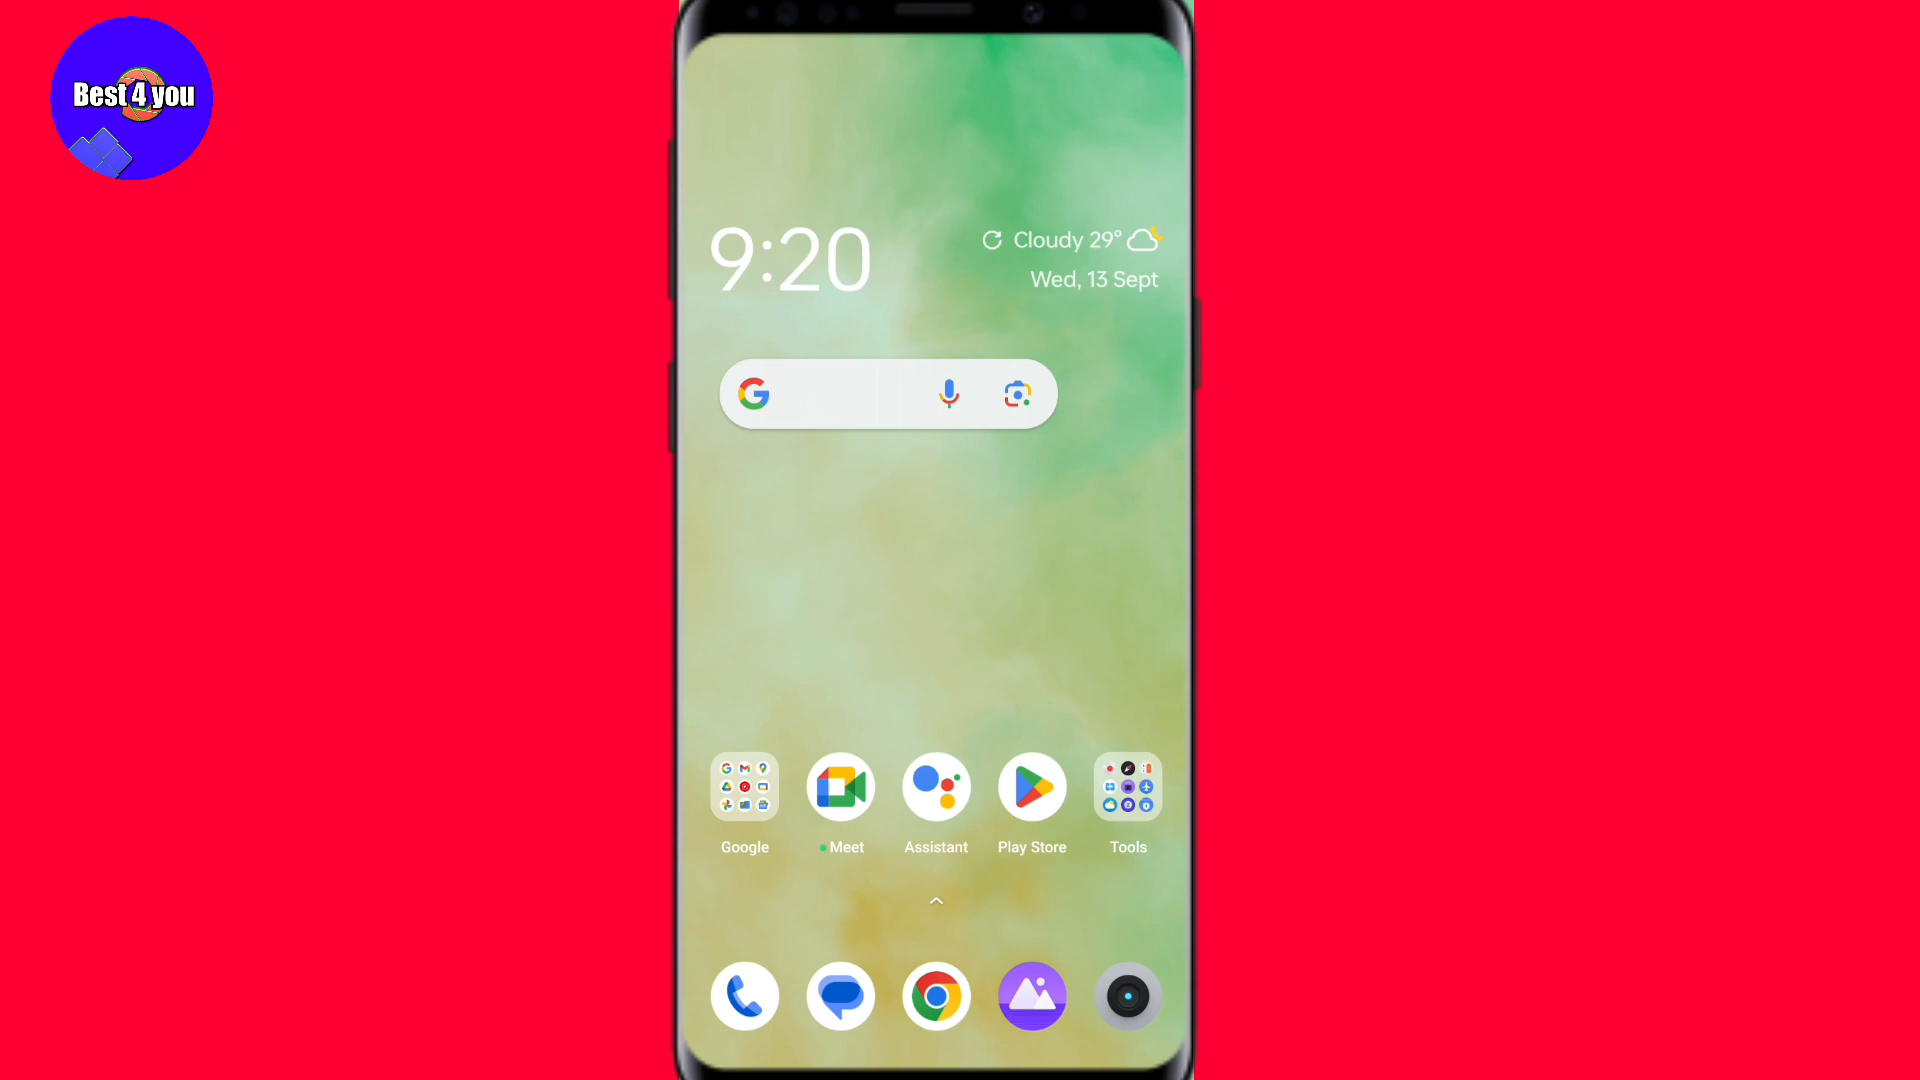 Best 4 you
9:20
Cloudy 29°
Wed, 13 Sept
Google
Meet
Assistant
Play Store
Tools